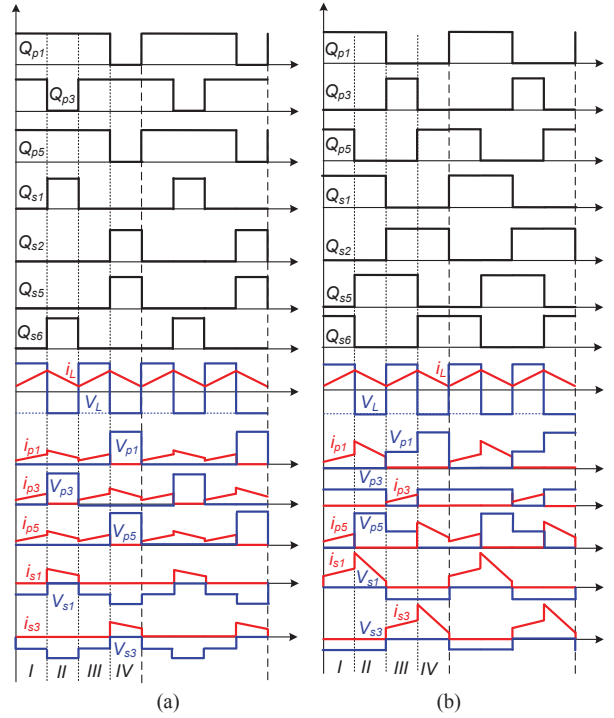 Qp1
Qp3
Qp5
Qs1
Qs2
Qs5
Qs6
iL
VL
ip1
Vp1
ip3
Vp3
ip5
Vp5
is1
Vs1
is3
Vs3
I II III IV
(a)
Qp1
Qp3
Qp5
Qs1
Qs2
Qs5
Qs6
iL
VL
ip1
Vp1
Vp3
ip3
ip5
Vp5
is1
Vs1
is3
Vs3
I II III IV
(b)